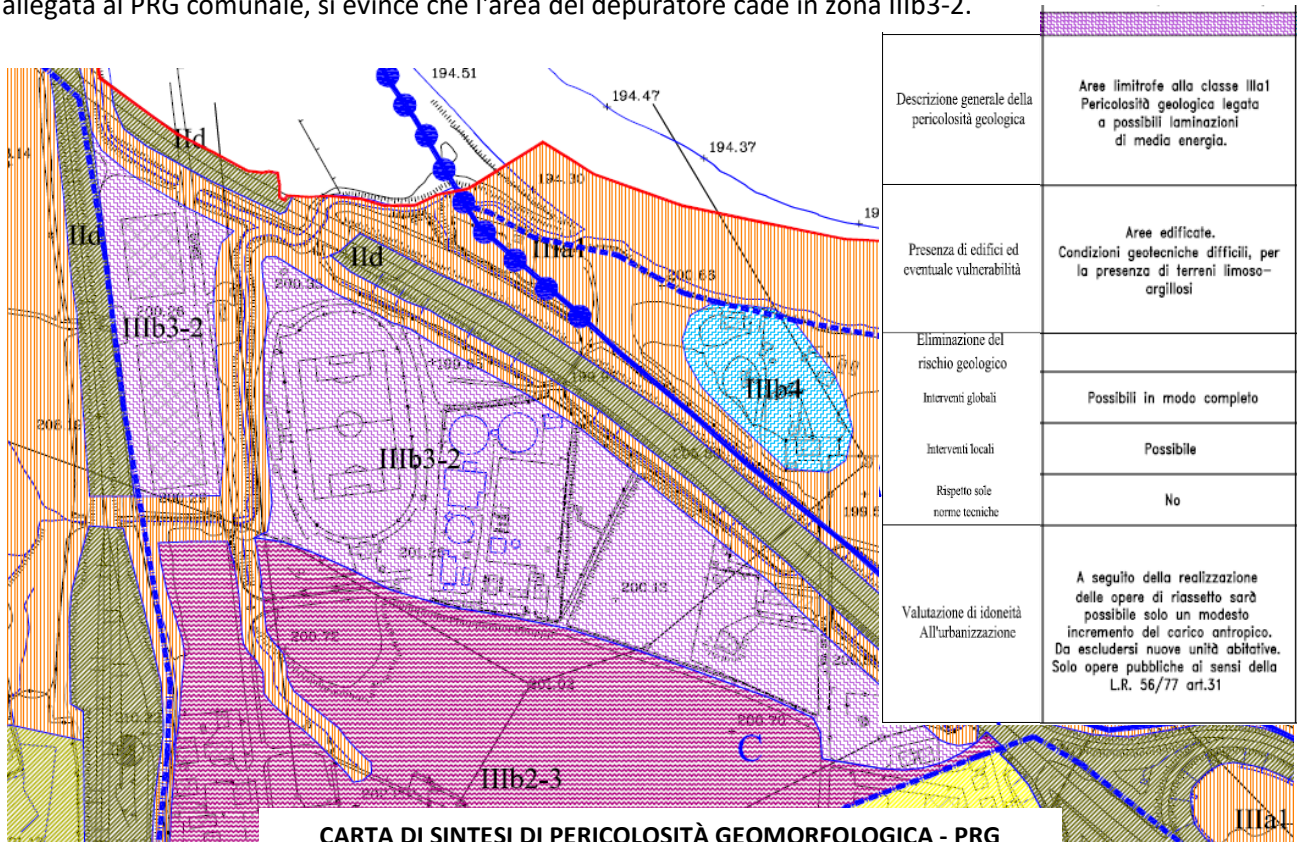 allegata al PRG comunale, si evince che l'area del depuratore cade in zona IIIb3-2.
194.51
194.47
194.37
194.30
IId
IId
IId
IIIa1
200.66
200.33
IIIb3-2
IIIb4
IIIb3-2
200.13
200.72
201.02
200.70
C
IIIb2-3
IIIa1
Descrizione generale della
pericolosità geologica
Aree limitrofe alla classe IIIa1
Pericolosità geologica legata
a possibili laminazioni
di media energia.
Presenza di edifici ed
eventuale vulnerabilità
Aree edificate.
Condizioni geotecniche difficili, per
la presenza di terreni limoso-
argillosi
Eliminazione del
rischio geologico
Interventi globali
Possibili in modo completo
Interventi locali
Possibile
Rispetto sole
norme tecniche
No
Valutazione di idoneità
All'urbanizzazione
A seguito della realizzazione
delle opere di riassetto sarà
possibile solo un modesto
incremento del carico antropico.
Da escludersi nuove unità abitative.
Solo opere pubbliche ai sensi della
L.R. 56/77 art.31
CARTA DI SINTESI DI PERICOLOSITÀ GEOMORFOLOGICA - PRG